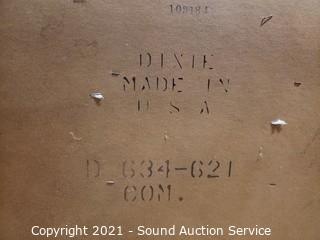 109184
DIXIE
MADE IN
U S A
D 634-621
COM.
Copyright 2021 - Sound Auction Service